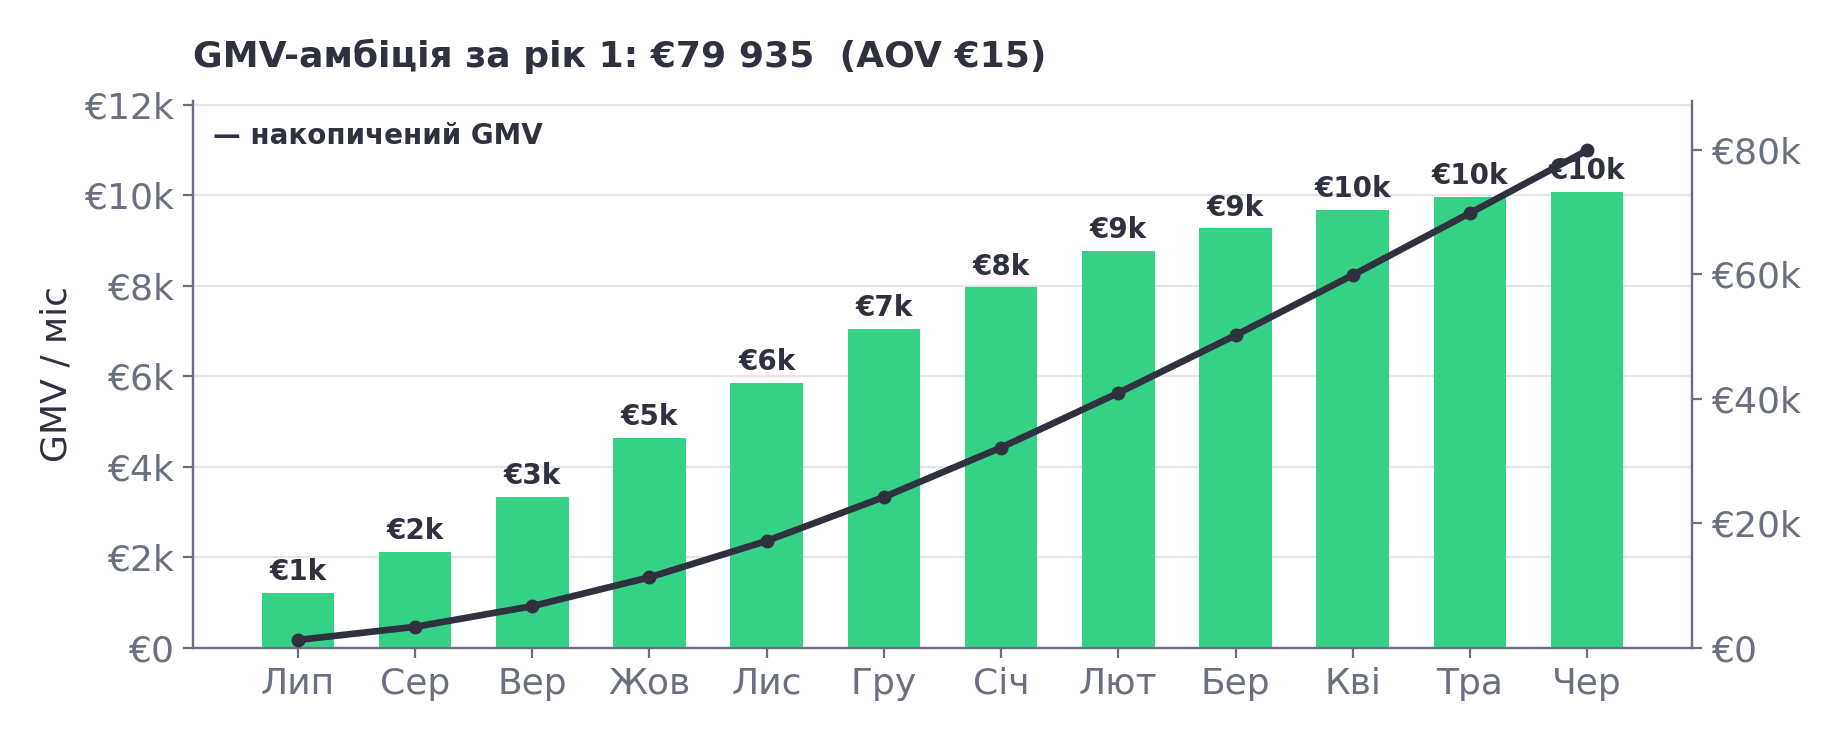 GMV-амбіція за рік 1: €79 935 (AOV €15)
— накопичений GMV
GMV / міс
€12k
€10k
€8k
€6k
€4k
€2k
€0
€80k
€60k
€40k
€20k
€0
€1k
€2k
€3k
€5k
€6k
€7k
€8k
€9k
€9k
€10k
€10k
€10k
Лип Сер Вер Жов Лис Гру Січ Лют Бер Кві Тра Чер